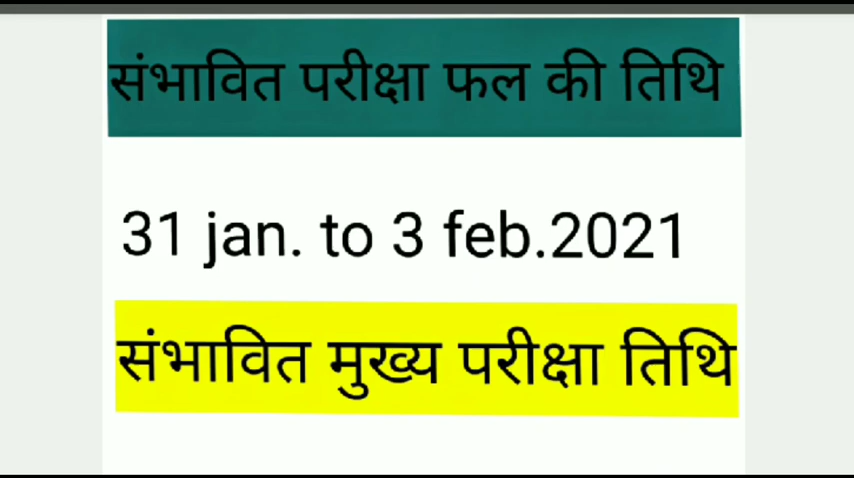 संभावित परीक्षा फल की तिथि
31 jan. to 3 feb.2021
संभावित मुख्य परीक्षा तिथि